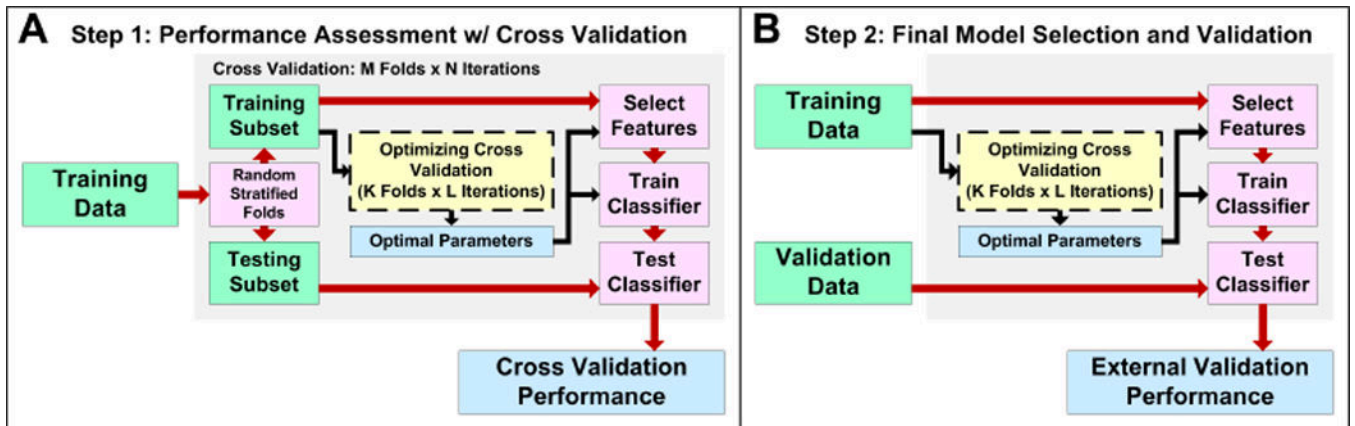 A Step 1: Performance Assessment w/ Cross Validation
Cross Validation: M Folds x N Iterations
Training
Subset
Select
Features
Optimizing Cross
Validation
(K Folds x L Iterations)
Training
Data
Random
Stratified
Folds
Train
Classifier
Optimal Parameters
Testing
Subset
Test
Classifier
Cross Validation
Performance
B Step 2: Final Model Selection and Validation
Training
Data
Select
Features
Optimizing Cross
Validation
(K Folds x L Iterations)
Train
Classifier
Optimal Parameters
Validation
Data
Test
Classifier
External Validation
Performance